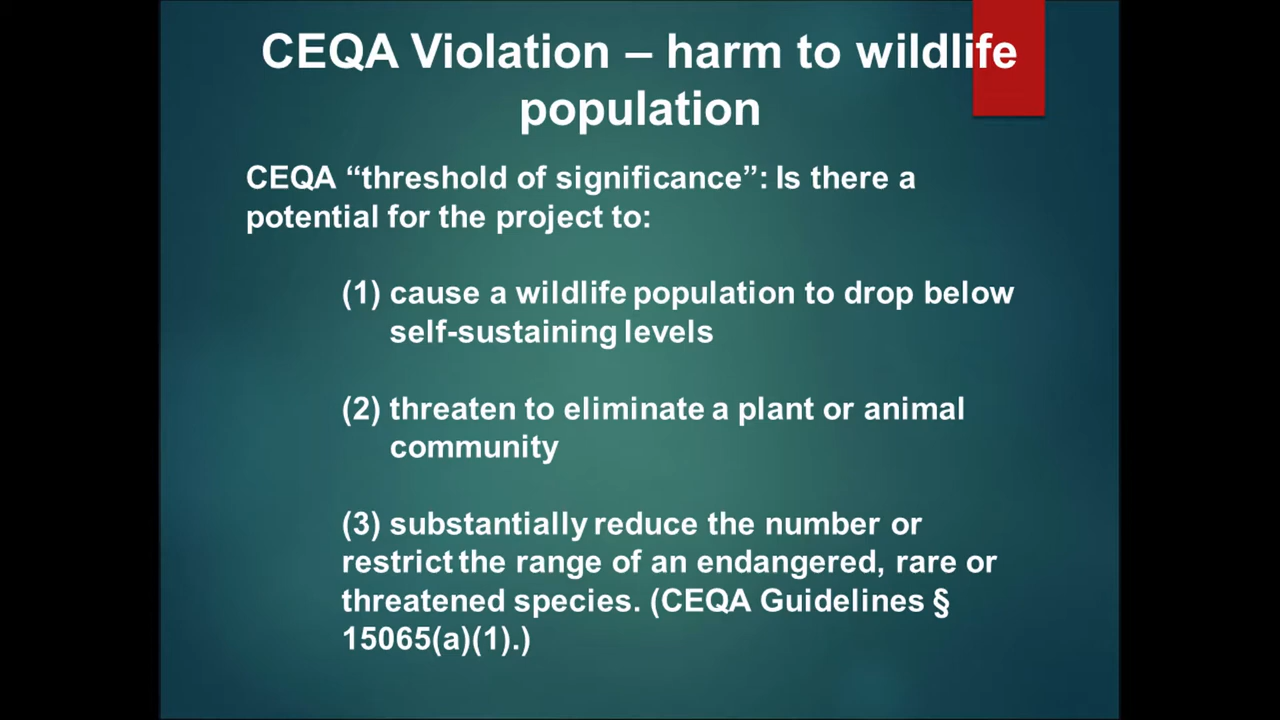 CEQA Violation – harm to wildlife
population
CEQA “threshold of significance”: Is there a
potential for the project to:
(1) cause a wildlife population to drop below
self-sustaining levels
(2) threaten to eliminate a plant or animal
community
(3) substantially reduce the number or
restrict the range of an endangered, rare or
threatened species. (CEQA Guidelines §
15065(a)(1).)